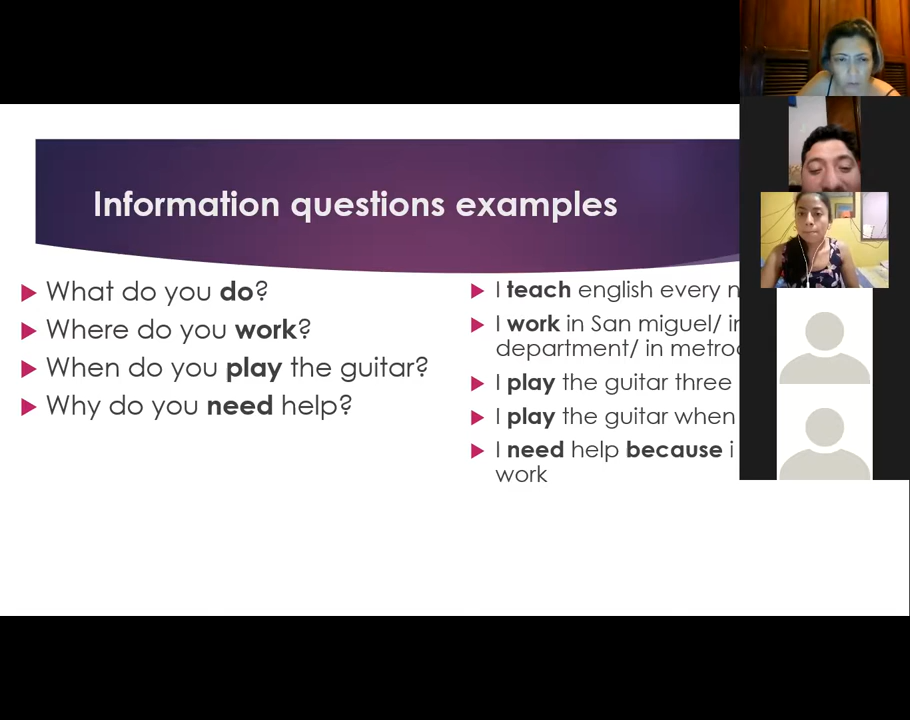 Information questions examples
What do you do?
Where do you work?
When do you play the guitar?
Why do you need help?
I teach english every
I work in San miguel/
department/ in
I play the guitar three
I play the guitar when
I need help because i
work